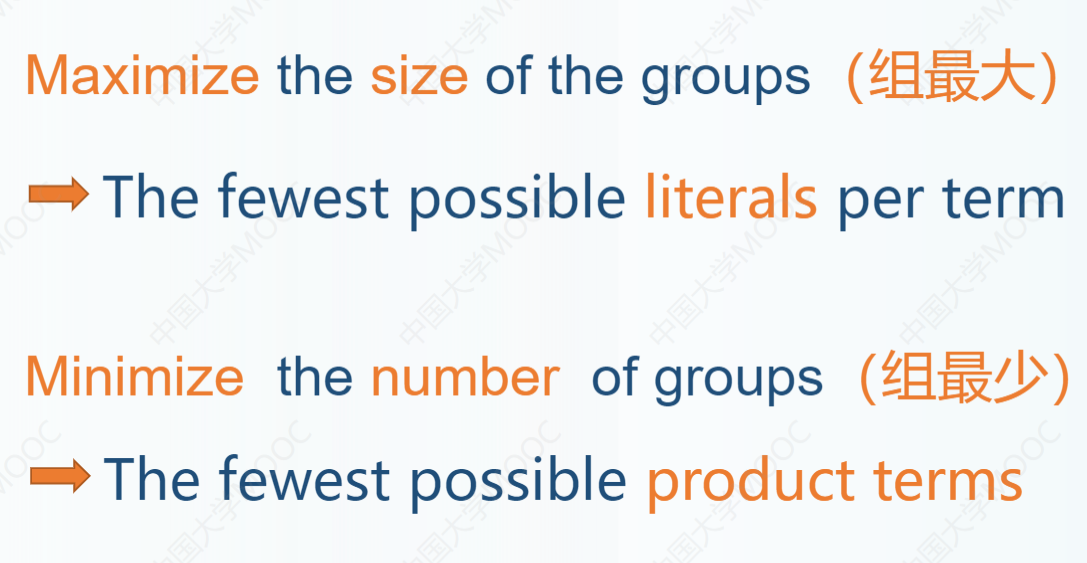 Maximize the size of the groups（组最大）
The fewest possible literals per term
Minimize the number of groups（组最少）
The fewest possible product terms
中国大学MOOC